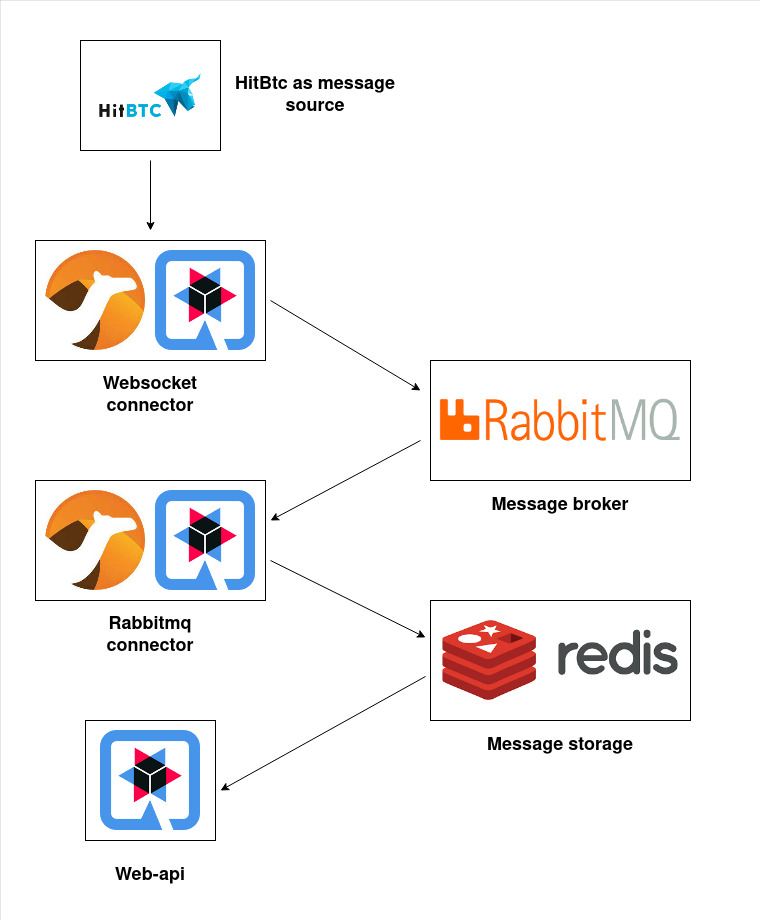 HitBTC
HitBtc as message
source
Websocket
connector
RabbitMQ
Message broker
Rabbitmq
connector
redis
Message storage
Web-api